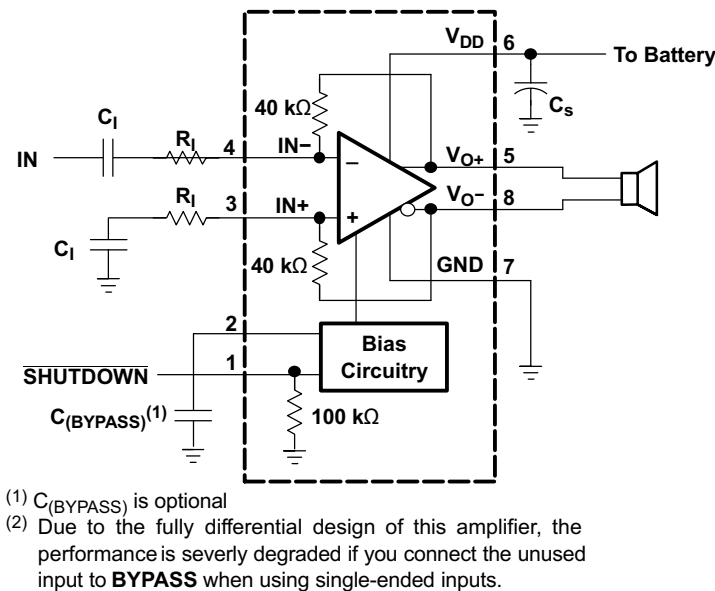 V_DD 6
To Battery
C_s
40 kΩ
C_I
R_I
4
IN−
IN
−
V_O+ 5
R_I
3
IN+
+
V_O− 8
C_I
40 kΩ
GND 7
2
Bias
Circuitry
1
SHUTDOWN
C_(BYPASS)^(1)
100 kΩ
(1) C_(BYPASS) is optional
(2) Due to the fully differential design of this amplifier, the
performance is severly degraded if you connect the unused
input to BYPASS when using single-ended inputs.